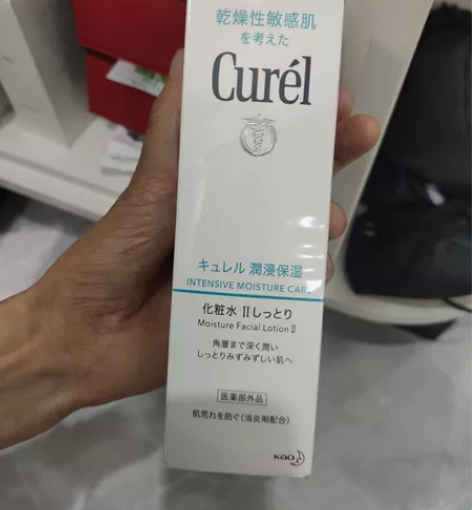 乾燥性敏感肌
を考えた
Curél
キュレル 潤浸保湿
INTENSIVE MOISTURE CARE
化粧水 II しっとり
Moisture Facial Lotion II
角層まで深く潤い
しっとりみずみずしい肌へ
医薬部外品
肌荒れを防ぐ(消炎剤配合)
Kao